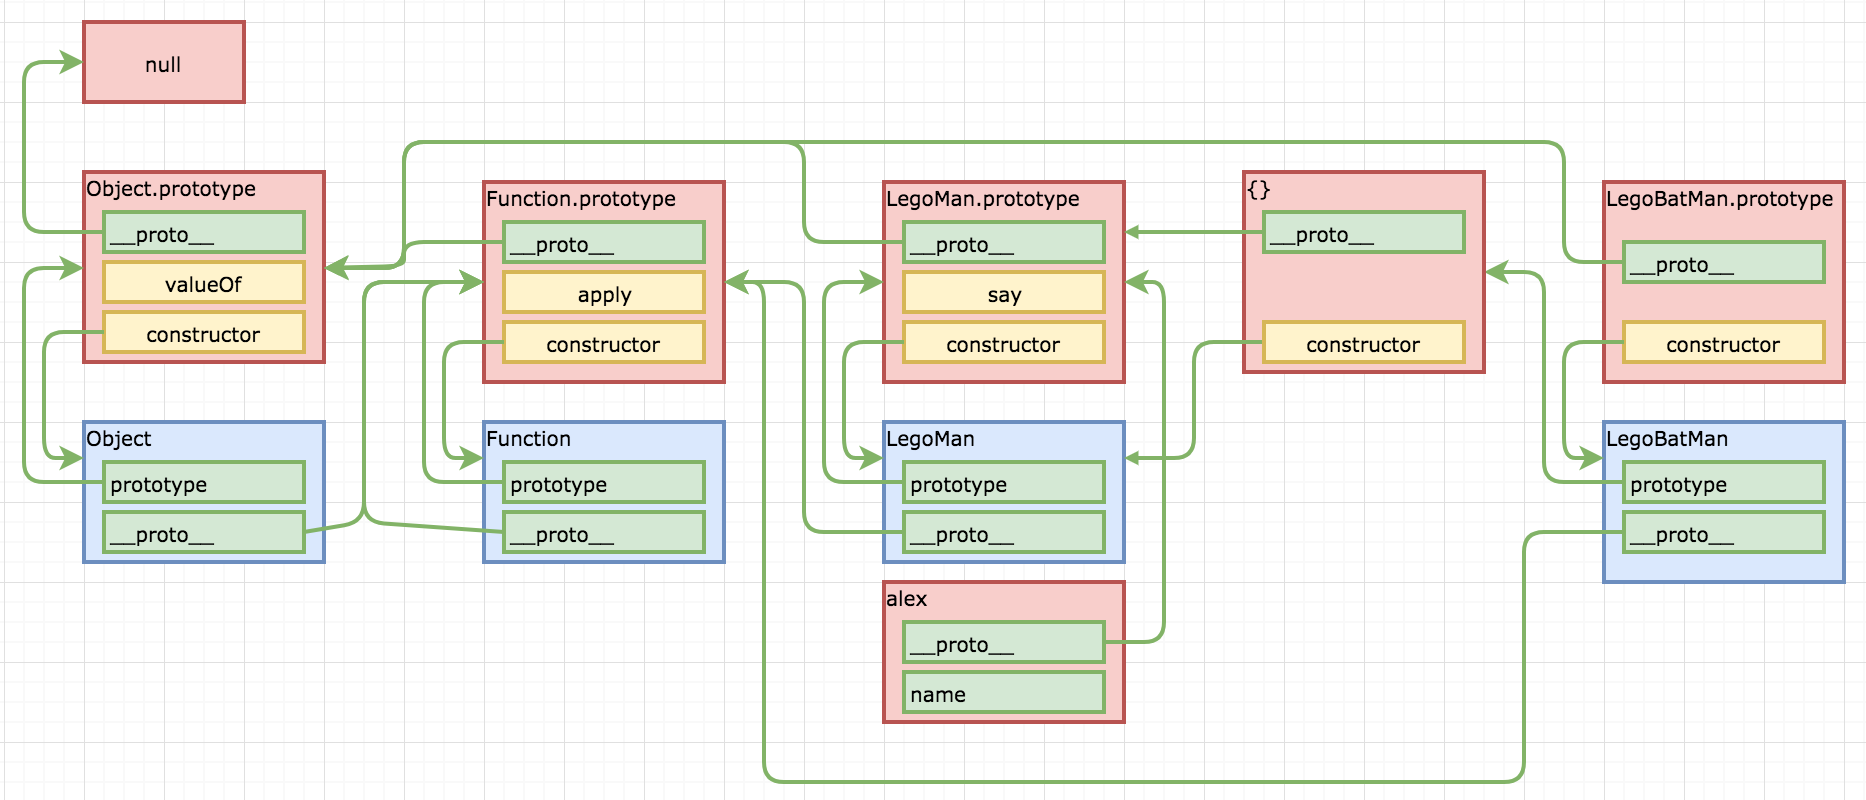 null
Object.prototype
__proto__
valueOf
constructor
Object
prototype
__proto__
Function.prototype
__proto__
apply
constructor
Function
prototype
__proto__
LegoMan.prototype
__proto__
say
constructor
LegoMan
prototype
__proto__
alex
__proto__
name
{}
__proto__
constructor
LegoBatMan.prototype
__proto__
constructor
LegoBatMan
prototype
__proto__